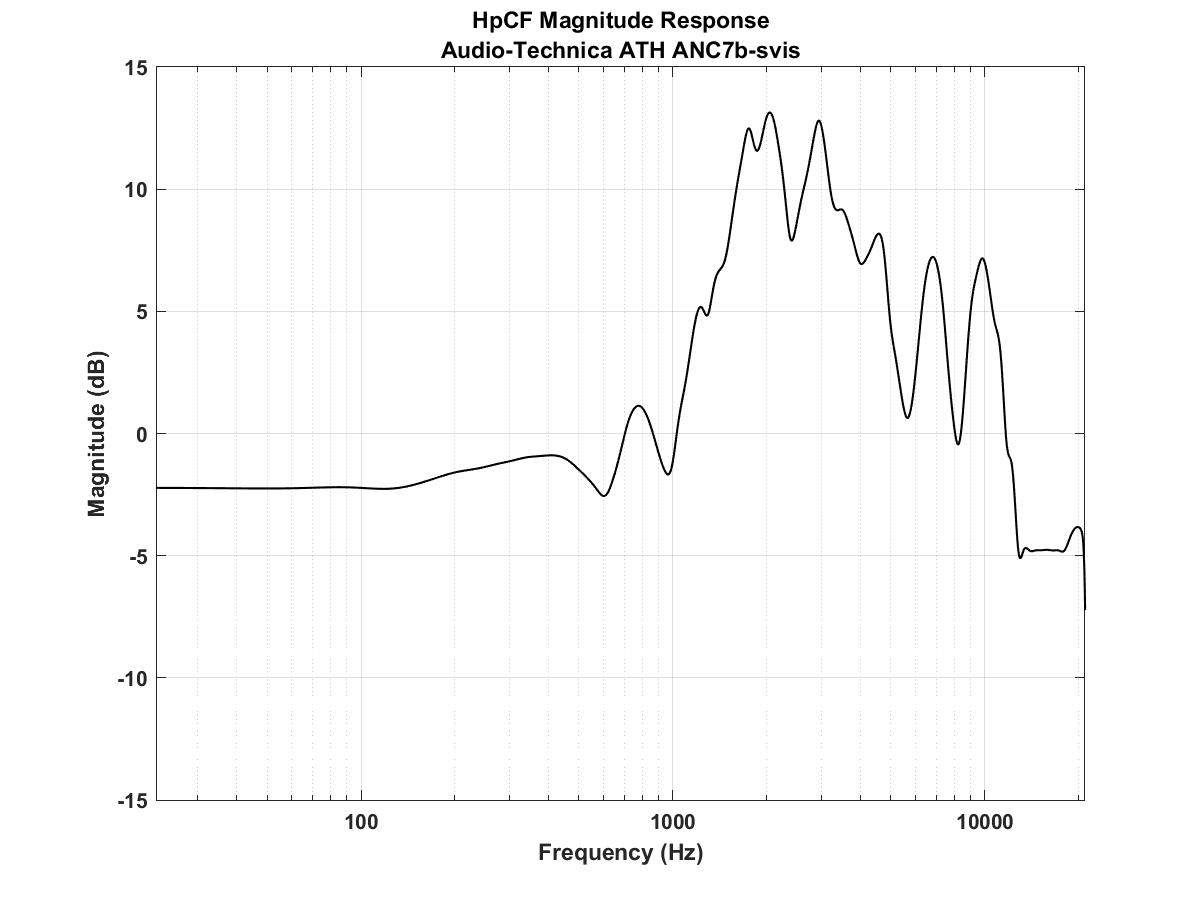 HpCF Magnitude Response
Audio-Technica ATH ANC7b-svis
15
10
5
0
-5
-10
-15
Magnitude (dB)
100
1000
10000
Frequency (Hz)